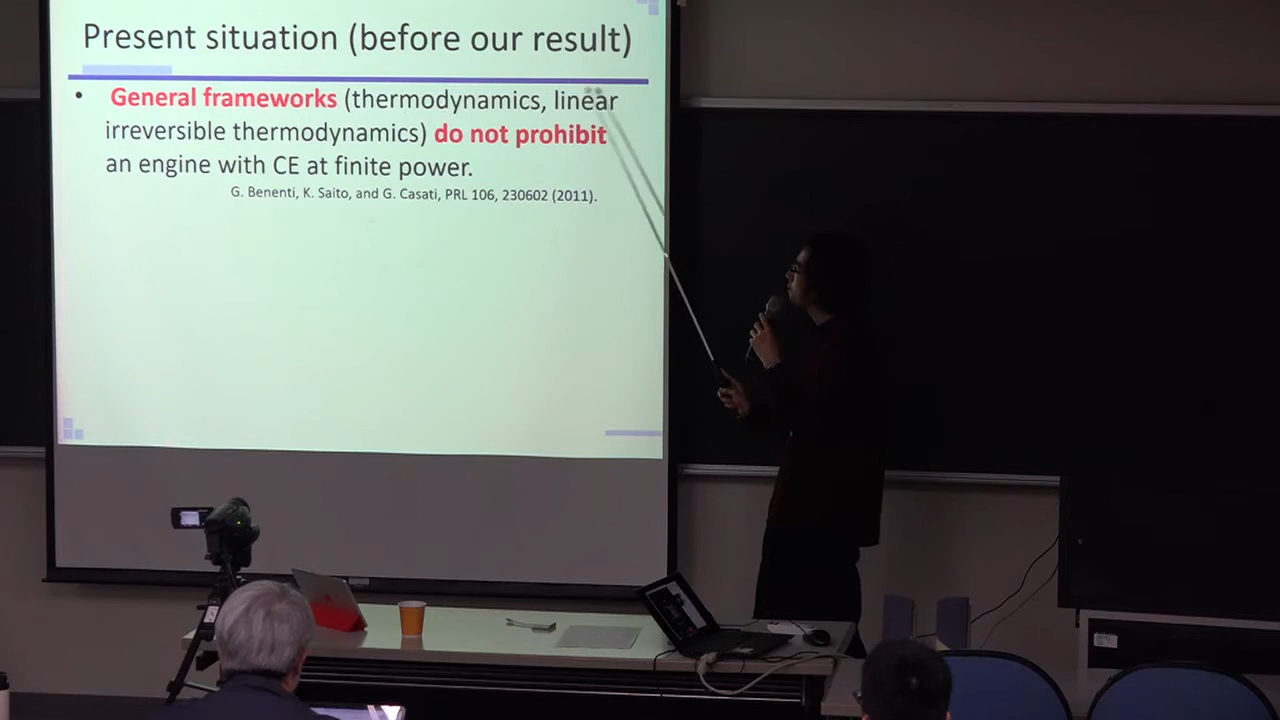 Present situation (before our result)
• General frameworks (thermodynamics, linear
irreversible thermodynamics) do not prohibit
an engine with CE at finite power.
G. Benenti, K. Saito, and G. Casati, PRL 106, 230602 (2011).